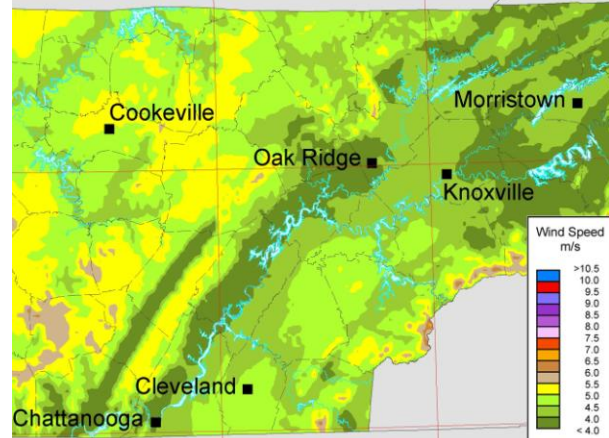 Cookeville
Morristown
Oak Ridge
Knoxville
Cleveland
Chattanooga
Wind Speed
m/s
>10.5
10.0
9.5
9.0
8.5
8.0
7.5
7.0
6.5
6.0
5.5
5.0
4.5
4.0
< 4.0